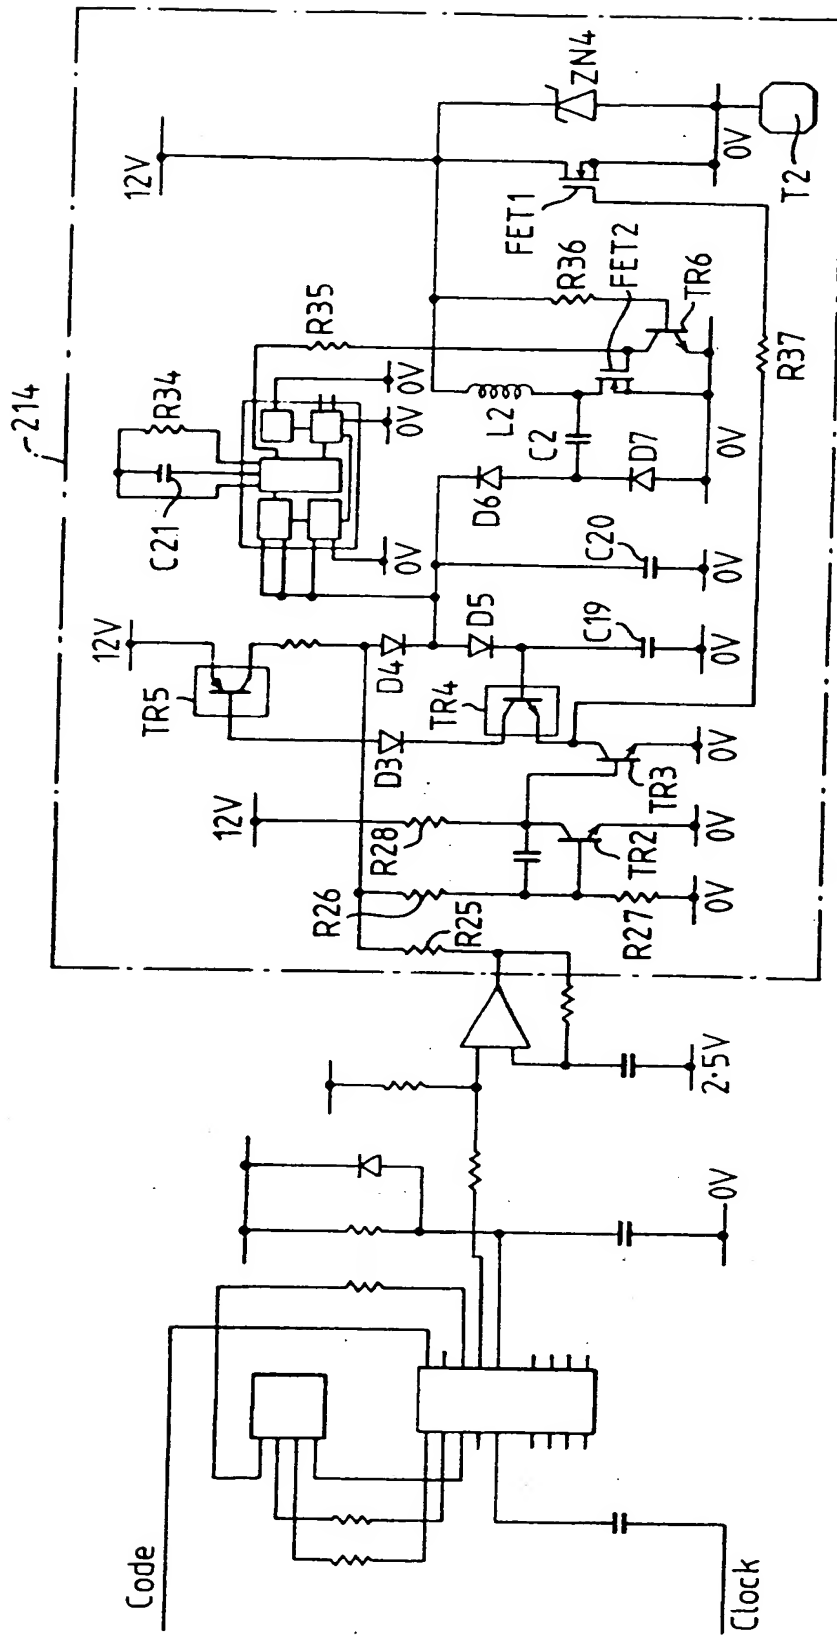 214
12V
12V
12V
TR5
C21
R34
R35
0V
0V
0V
D3
D4
D5
D6
TR4
L2
C2
D7
R36
FET2
FET1
TR6
ZN4
R28
R26
R25
R27
TR2
TR3
C19
C20
R37
0V
0V
0V
0V
0V
0V
0V
T2
2·5V
0V
Code
Clock